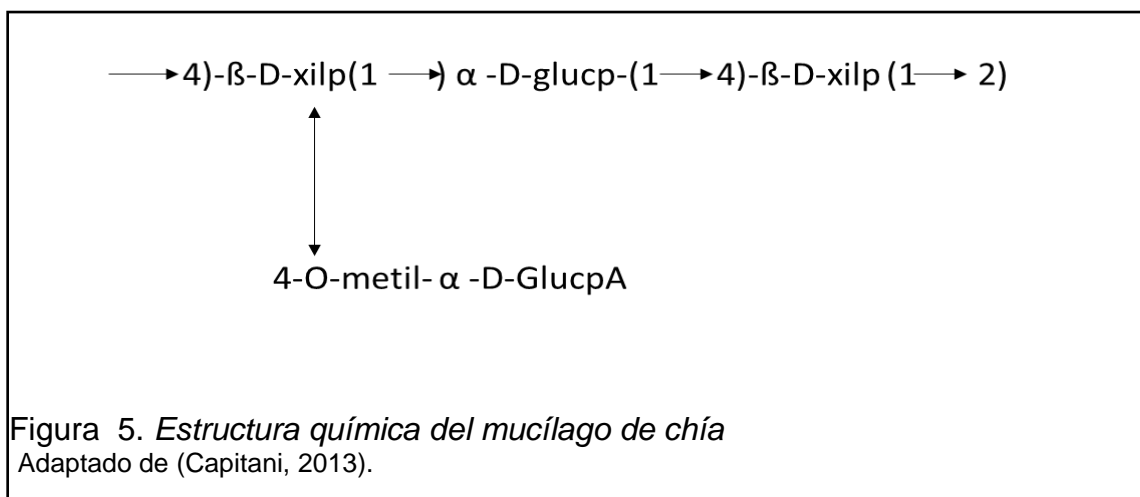 ⟶ 4)-ß-D-xilp(1 ⟶) α -D-glucp-(1⟶ 4)-ß-D-xilp (1⟶ 2)
4-O-metil- α -D-GlucpA
Figura 5. Estructura química del mucílago de chía
Adaptado de (Capitani, 2013).